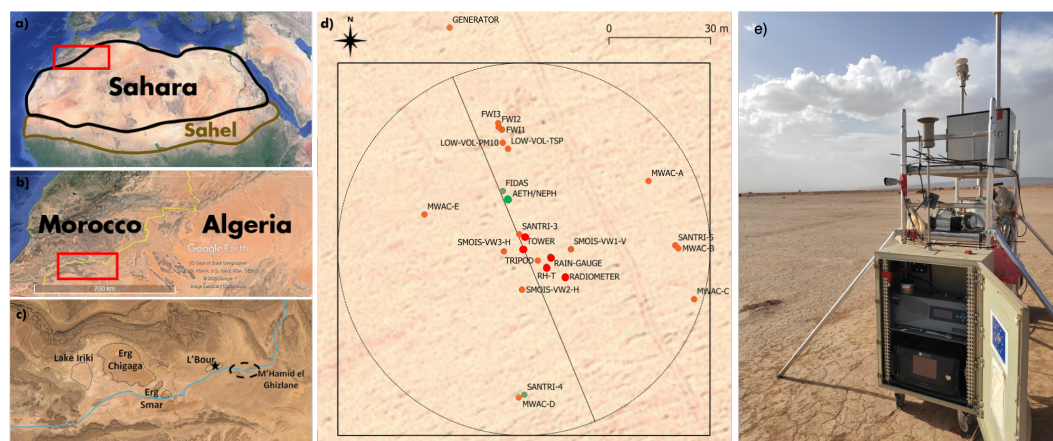 a)
Sahara
Sahel
b)
Morocco
Algeria
Google Earth
700 km
c)
Lake Iriki
Erg
Chigaga
L'Bour
M'Hamid el
Ghizlane
Erg
Smar
d)
GENERATOR
N
0
30 m
FWI3
FWI2
FWI1
LOW-VOL-PM10
LOW-VOL-TSP
MWAC-A
FIDAS
AETH/NEPH
MWAC-E
SANTRI-3
TOWER
SMOIS-VW3-H
SMOIS-VW1-V
SANTRI-5
MWAC-B
TRIPOD
RAIN-GAUGE
RH-T
RADIOMETER
SMOIS-VW2-H
MWAC-C
SANTRI-4
MWAC-D
e)